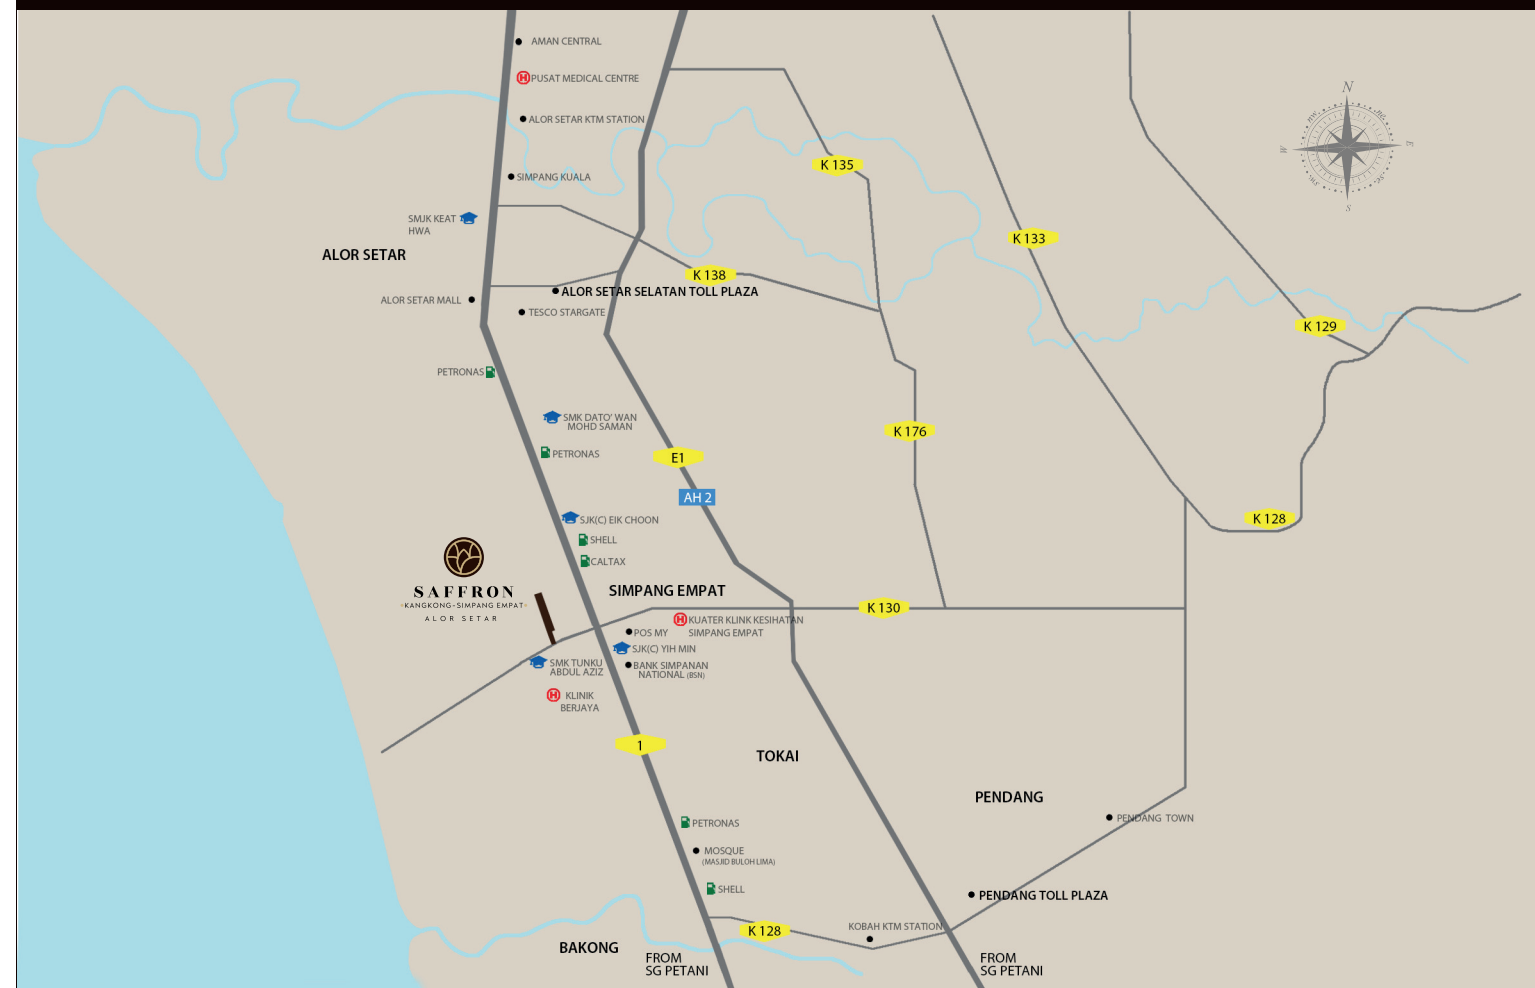 AMAN CENTRAL
PUSAT MEDICAL CENTRE
N
ALOR SETAR KTM STATION
E
W
K 135
SIMPANG KUALA
S
SMJK KEAT
HWA
K 133
ALOR SETAR
K 138
ALOR SETAR SELATAN TOLL PLAZA
ALOR SETAR MALL
TESCO STARGATE
K 129
PETRONAS
SMK DATO' WAN
MOHD SAMAN
K 176
PETRONAS
E1
AH 2
SJK(C) EIK CHOON
K 128
SHELL
CALTAX
SAFFRON
KANGKONG-SIMPANG EMPAT
ALOR SETAR
SIMPANG EMPAT
K 130
KUATER KLINK KESIHATAN
SIMPANG EMPAT
POS MY
SJK(C) YIH MIN
SMK TUNKU
ABDUL AZIZ
BANK SIMPANAN
NATIONAL (BSN)
KLINIK
BERJAYA
1
TOKAI
PENDANG
PENDANG TOWN
PETRONAS
MOSQUE
(MASJID BULOH LIMA)
SHELL
PENDANG TOLL PLAZA
K 128
KOBAH KTM STATION
BAKONG
FROM
SG PETANI
FROM
SG PETANI